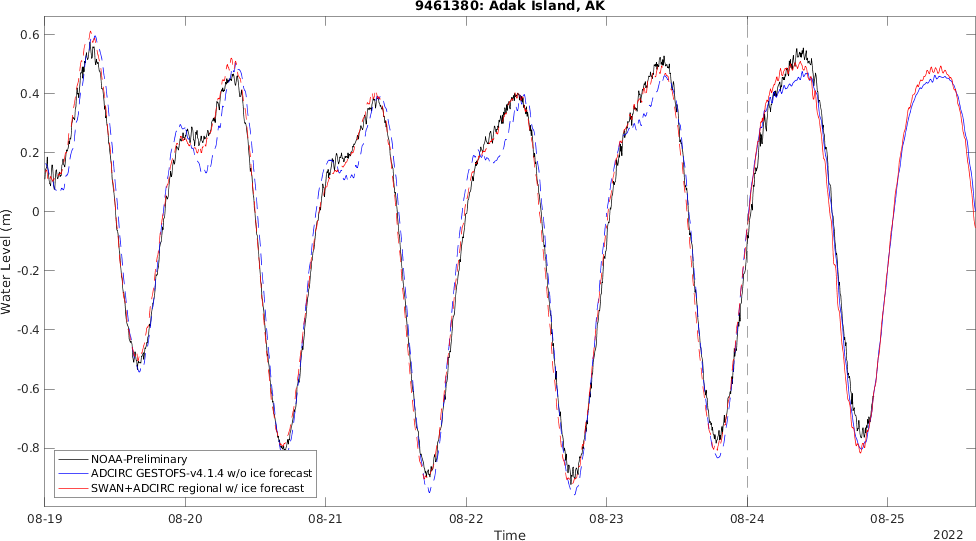 9461380: Adak Island, AK
0.6
0.4
0.2
0
-0.2
-0.4
-0.6
-0.8
Water Level (m)
NOAA-Preliminary
ADCIRC GESTOFS-v4.1.4 w/o ice forecast
SWAN+ADCIRC regional w/ ice forecast
08-19 08-20 08-21 08-22 08-23 08-24 08-25
Time
2022